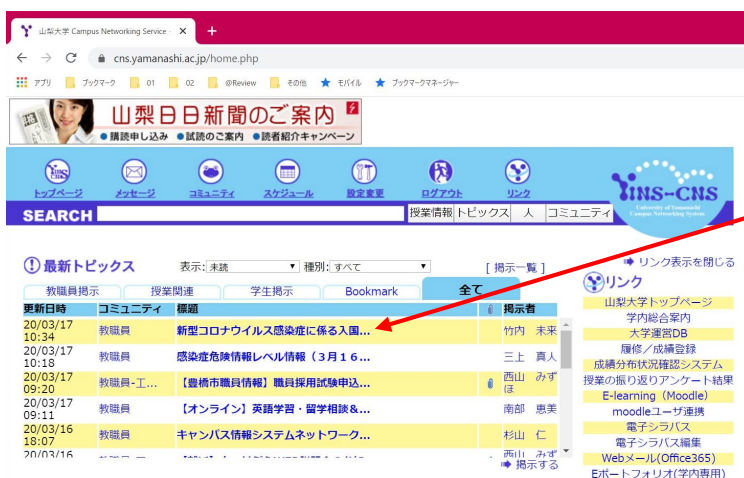 山梨大学 Campus Networking Service -
cns.yamanashi.ac.jp/home.php
アプリ ブックマーク 01 02 @Review その他 モバイル ブックマークマネージャー
山梨日日新聞のご案内
●購読申し込み ●試読のご案内 ●読者紹介キャンペーン
トップページ メッセージ コミュニティ スケジュール 設定変更 ログアウト リンク
YINS-CNS
University of Yamanashi
Campus Networking System
SEARCH 授業情報 トピックス 人 コミュニティ
リンク表示を閉じる
最新トピックス 表示: 未読 種別: すべて [ 掲示一覧 ]
教職員掲示 授業関連 学生掲示 Bookmark 全て
更新日時 コミュニティ 標題 掲示者
20/03/17 10:34 教職員 新型コロナウイルス感染症に係る入国... 竹内 未来
20/03/17 10:18 教職員 感染症危険情報レベル情報（３月１６... 三上 真人
20/03/17 09:20 教職員-工... 【豊橋市職員情報】職員採用試験申込... 西山 みずほ
20/03/17 09:11 教職員 【オンライン】英語学習・留学相談&... 南部 恵美
20/03/16 18:07 教職員 キャンパス情報システムネットワーク... 杉山 仁
20/03/16 西山 みず
掲示する
リンク
山梨大学トップページ
学内総合案内
大学運営DB
履修／成績登録
成績分布状況確認システム
授業の振り返りアンケート結果
E-learning（Moodle）
moodleユーザ連携
電子シラバス
電子シラバス編集
Webメール(Office365)
Eポートフォリオ(学内専用)